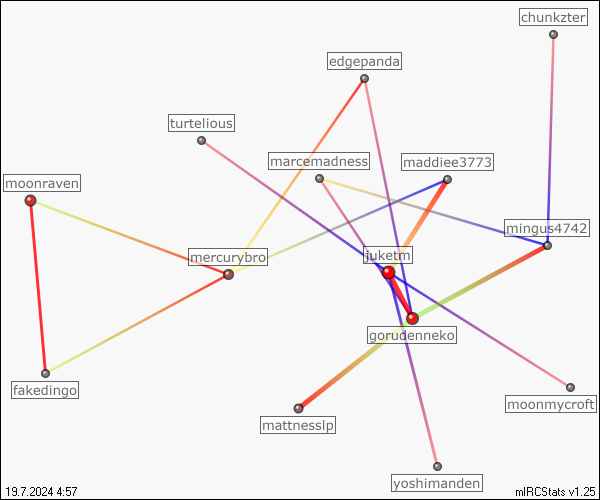 chunkzter
edgepanda
turtelious
marcemadness
maddiee3773
moonraven
mingus4742
mercurybro
juketm
gorudenneko
fakedingo
moonmycroft
mattnesslp
yoshimanden
19.7.2024 4:57
mIRCStats v1.25